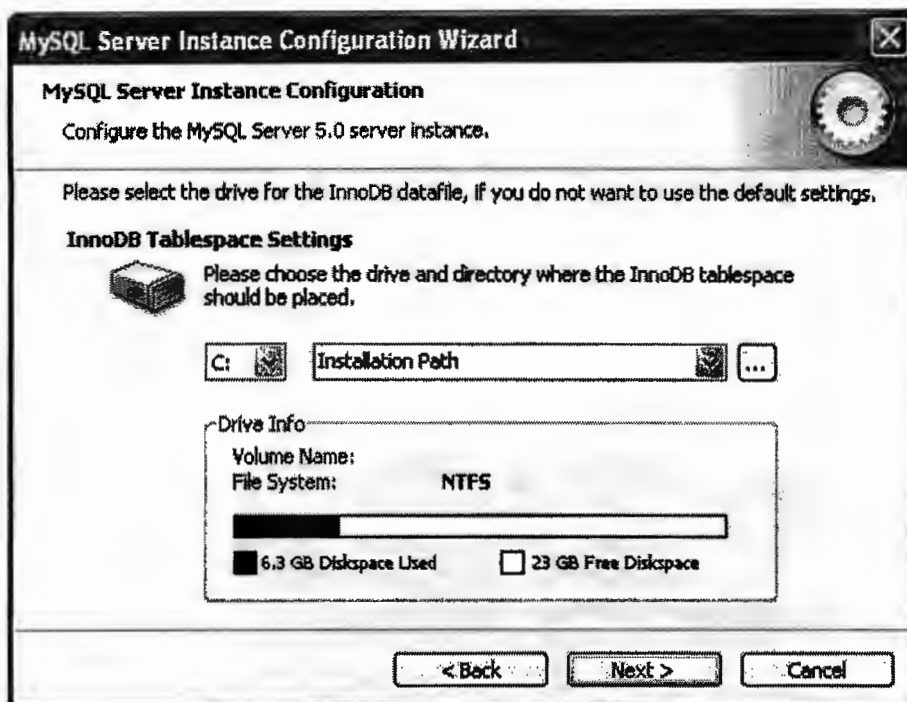 MySQL Server Instance Configuration Wizard
MySQL Server Instance Configuration
Configure the MySQL Server 5.0 server instance.
Please select the drive for the InnoDB datafile, if you do not want to use the default settings.
InnoDB Tablespace Settings
Please choose the drive and directory where the InnoDB tablespace
should be placed.
C: Installation Path ...
Drive Info
Volume Name:
File System: NTFS
6.3 GB Diskspace Used 23 GB Free Diskspace
< Back Next > Cancel